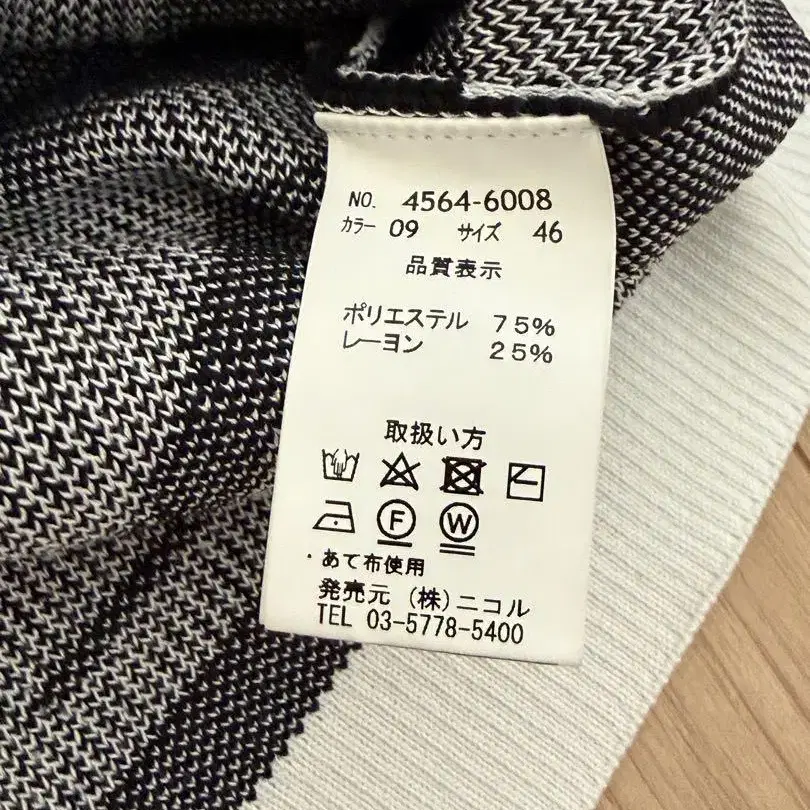 NO. 4564-6008
カラー 09 サイズ 46
品質表示
ポリエステル 75%
レーヨン 25%
取扱い方
F W
・あて布使用
発売元 (株)ニコル
TEL 03-5778-5400